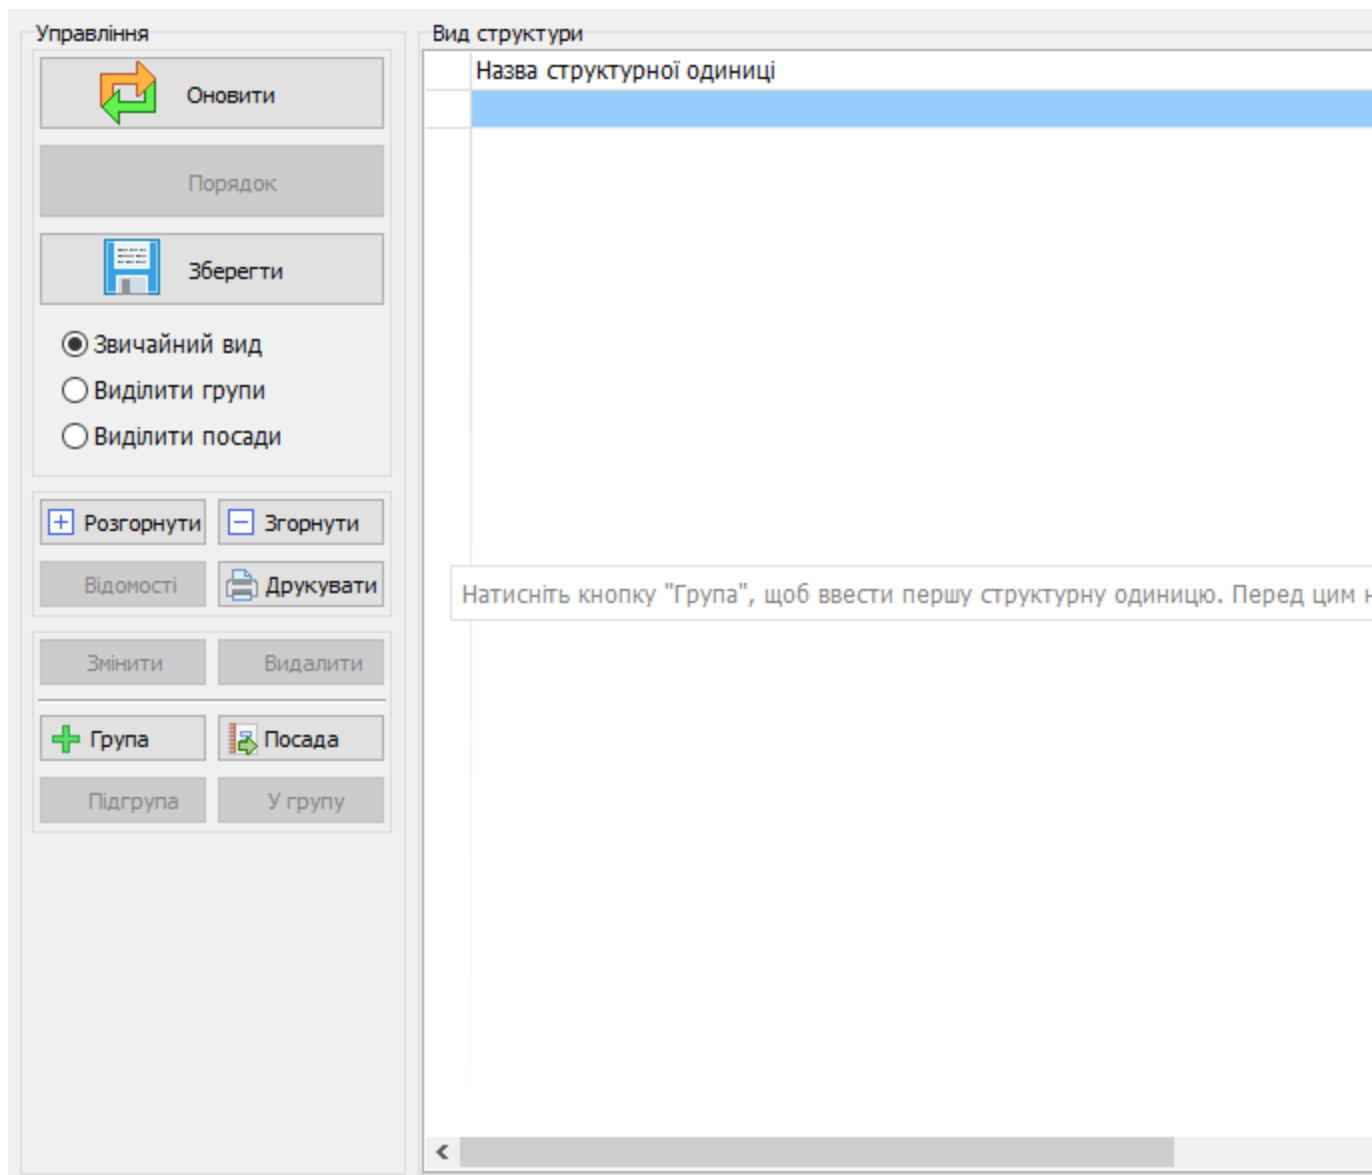 Управління
Оновити
Порядок
Зберегти
Звичайний вид
Виділити групи
Виділити посади
Розгорнути
Згорнути
Відомості
Друкувати
Змінити
Видалити
Група
Посада
Підгрупа
У групу
Вид структури
Назва структурної одиниці
Натисніть кнопку "Група", щоб ввести першу структурну одиницю. Перед цим